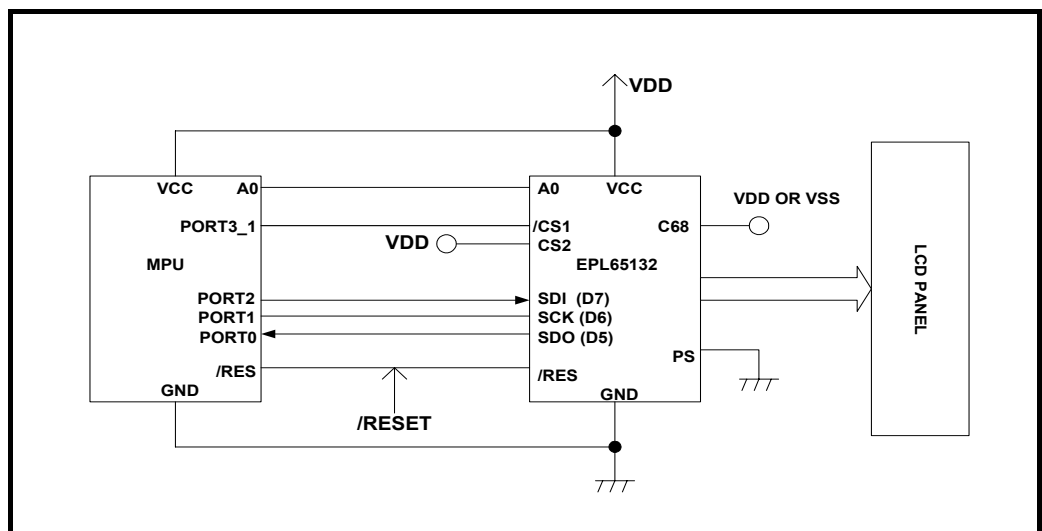 VDD
VCC A0
A0 VCC
VDD OR VSS
PORT3_1
/CS1
C68
VDD
CS2
MPU
EPL65132
LCD PANEL
PORT2
SDI (D7)
PORT1
SCK (D6)
PORT0
SDO (D5)
PS
/RES
/RES
GND
GND
/RESET